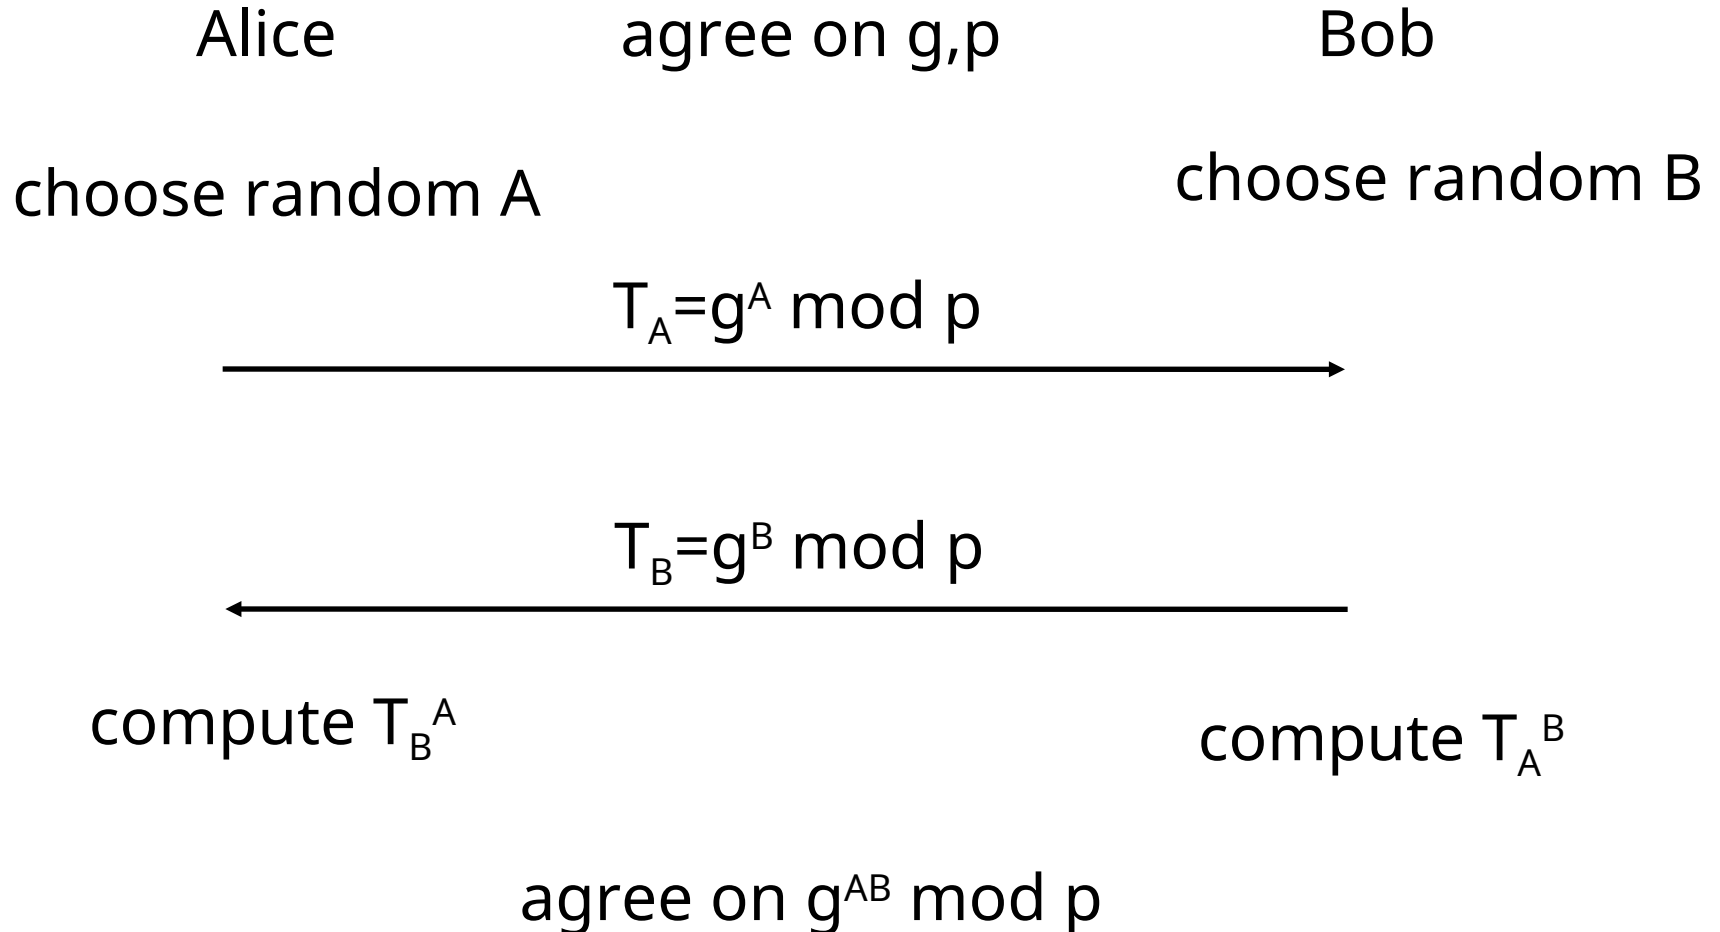 Alice agree on g,p Bob
choose random A choose random B
T_A=g^A mod p
T_B=g^B mod p
compute T_B^A compute T_A^B
agree on g^AB mod p